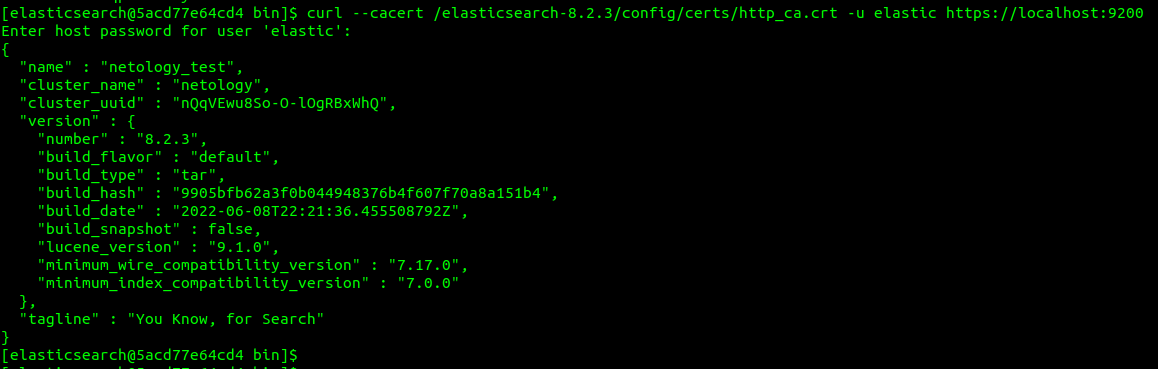 [elasticsearch@5acd77e64cd4 bin]$ curl --cacert /elasticsearch-8.2.3/config/certs/http_ca.crt -u elastic https://localhost:9200
Enter host password for user 'elastic':
{
  "name" : "netology_test",
  "cluster_name" : "netology",
  "cluster_uuid" : "nQqVEwu8So-O-lOgRBxWhQ",
  "version" : {
    "number" : "8.2.3",
    "build_flavor" : "default",
    "build_type" : "tar",
    "build_hash" : "9905bfb62a3f0b044948376b4f607f70a8a151b4",
    "build_date" : "2022-06-08T22:21:36.455508792Z",
    "build_snapshot" : false,
    "lucene_version" : "9.1.0",
    "minimum_wire_compatibility_version" : "7.17.0",
    "minimum_index_compatibility_version" : "7.0.0"
  },
  "tagline" : "You Know, for Search"
}
[elasticsearch@5acd77e64cd4 bin]$